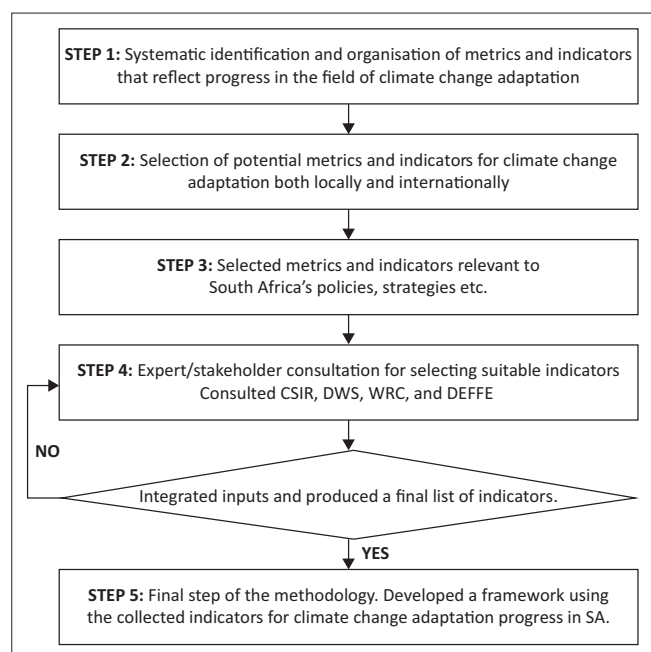 STEP 1: Systematic identification and organisation of metrics and indicators
that reflect progress in the field of climate change adaptation
STEP 2: Selection of potential metrics and indicators for climate change
adaptation both locally and internationally
STEP 3: Selected metrics and indicators relevant to
South Africa's policies, strategies etc.
STEP 4: Expert/stakeholder consultation for selecting suitable indicators
Consulted CSIR, DWS, WRC, and DEFFE
NO
Integrated inputs and produced a final list of indicators.
YES
STEP 5: Final step of the methodology. Developed a framework using
the collected indicators for climate change adaptation progress in SA.